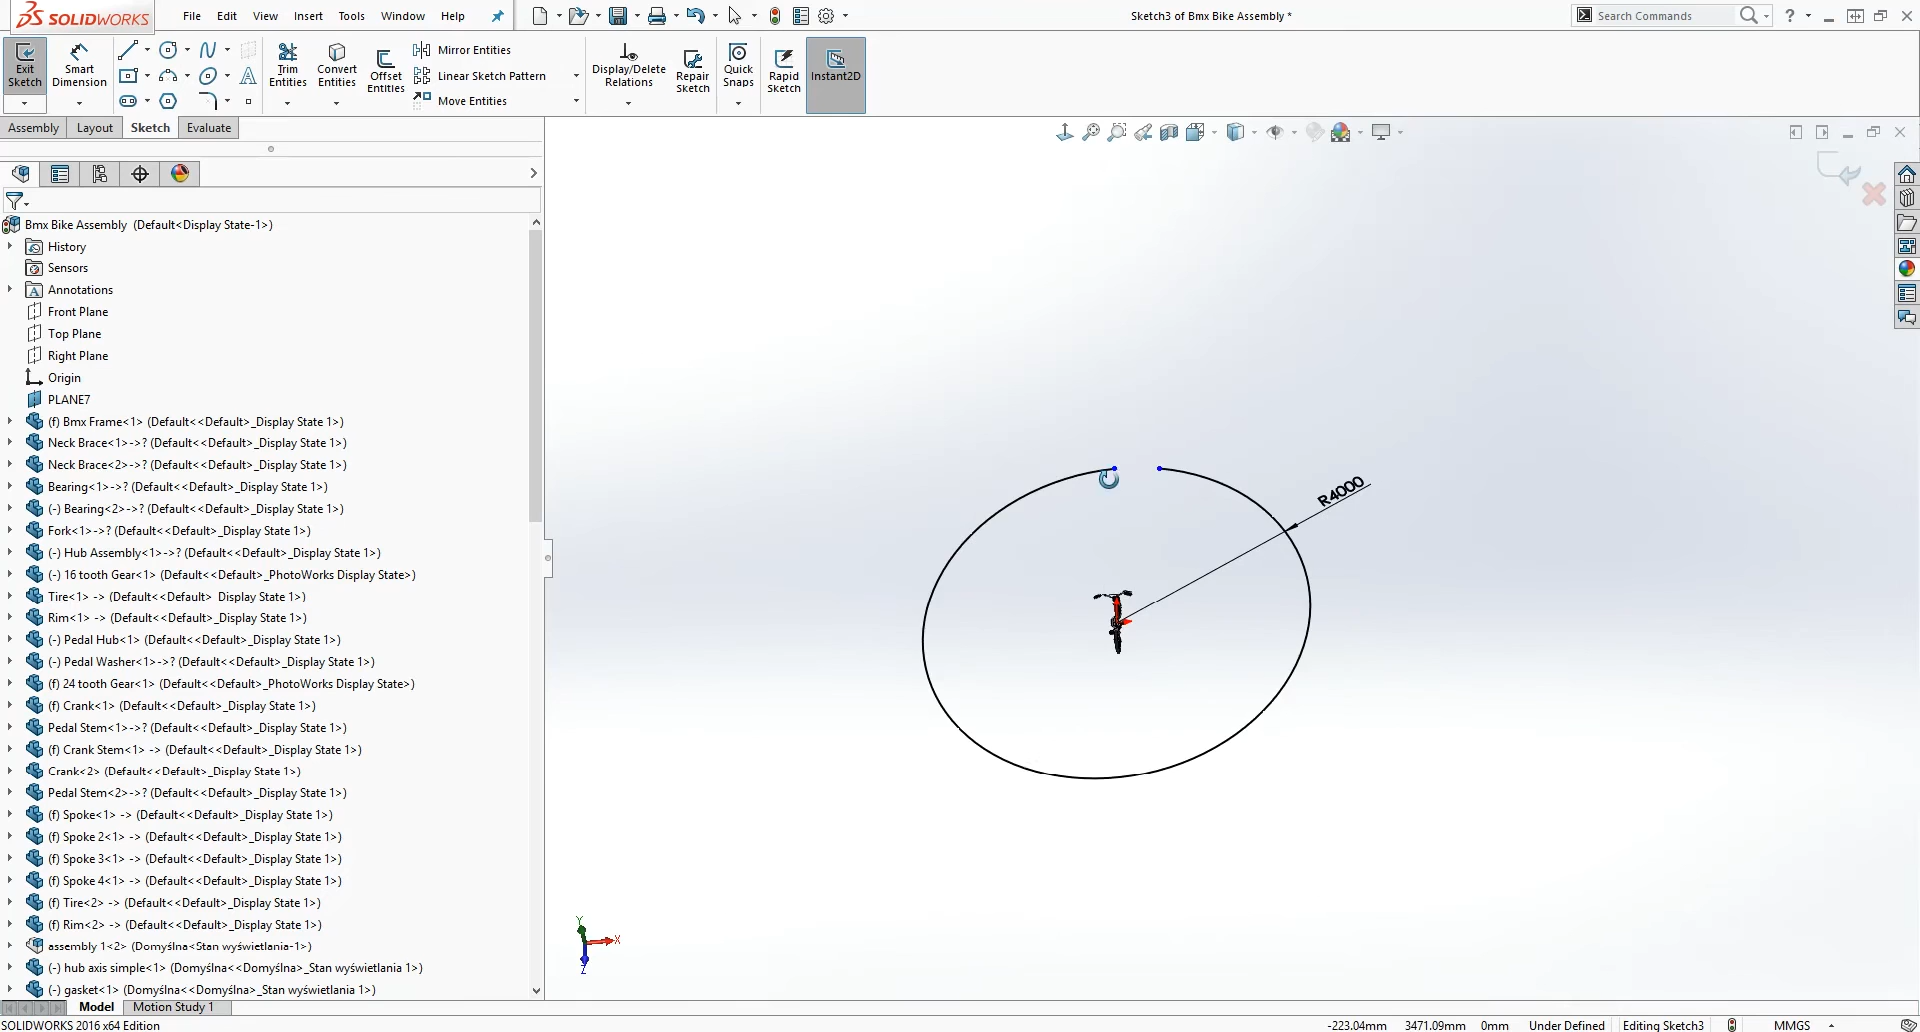 SOLIDWORKS File Edit View Insert Tools Window Help Sketch3 of Bmx Bike Assembly * Search Commands ?
Exit Sketch Smart Dimension Trim Entities Convert Entities Offset Entities Mirror Entities Linear Sketch Pattern Move Entities Display/Delete Relations Repair Sketch Quick Snaps Rapid Sketch Instant2D
Assembly Layout Sketch Evaluate
Bmx Bike Assembly (Default<Display State-1>)
History
Sensors
Annotations
Front Plane
Top Plane
Right Plane
Origin
PLANE7
(f) Bmx Frame<1> (Default<<Default>_Display State 1>)
Neck Brace<1>->? (Default<<Default>_Display State 1>)
Neck Brace<2>->? (Default<<Default>_Display State 1>)
Bearing<1>->? (Default<<Default>_Display State 1>)
(-) Bearing<2>->? (Default<<Default>_Display State 1>)
Fork<1>->? (Default<<Default>_Display State 1>)
(-) Hub Assembly<1>->? (Default<<Default>_Display State 1>)
(-) 16 tooth Gear<1> (Default<<Default>_PhotoWorks Display State>)
Tire<1> -> (Default<<Default>_Display State 1>)
Rim<1> -> (Default<<Default>_Display State 1>)
(-) Pedal Hub<1> (Default<<Default>_Display State 1>)
(-) Pedal Washer<1>->? (Default<<Default>_Display State 1>)
(f) 24 tooth Gear<1> (Default<<Default>_PhotoWorks Display State>)
(f) Crank<1> (Default<<Default>_Display State 1>)
Pedal Stem<1>->? (Default<<Default>_Display State 1>)
(f) Crank Stem<1> -> (Default<<Default>_Display State 1>)
Crank<2> (Default<<Default>_Display State 1>)
Pedal Stem<2>->? (Default<<Default>_Display State 1>)
(f) Spoke<1> -> (Default<<Default>_Display State 1>)
(f) Spoke 2<1> -> (Default<<Default>_Display State 1>)
(f) Spoke 3<1> -> (Default<<Default>_Display State 1>)
(f) Spoke 4<1> -> (Default<<Default>_Display State 1>)
(f) Tire<2> -> (Default<<Default>_Display State 1>)
(f) Rim<2> -> (Default<<Default>_Display State 1>)
assembly 1<2> (Domyślna<Stan wyświetlania-1>)
(-) hub axis simple<1> (Domyślna<<Domyślna>_Stan wyświetlania 1>)
(-) gasket<1> (Domyślna<<Domyślna>_Stan wyświetlania 1>)
R4000
Y
X
Z
Model Motion Study 1
SOLIDWORKS 2016 x64 Edition -223.04mm 3471.09mm 0mm Under Defined Editing Sketch3 MMGS